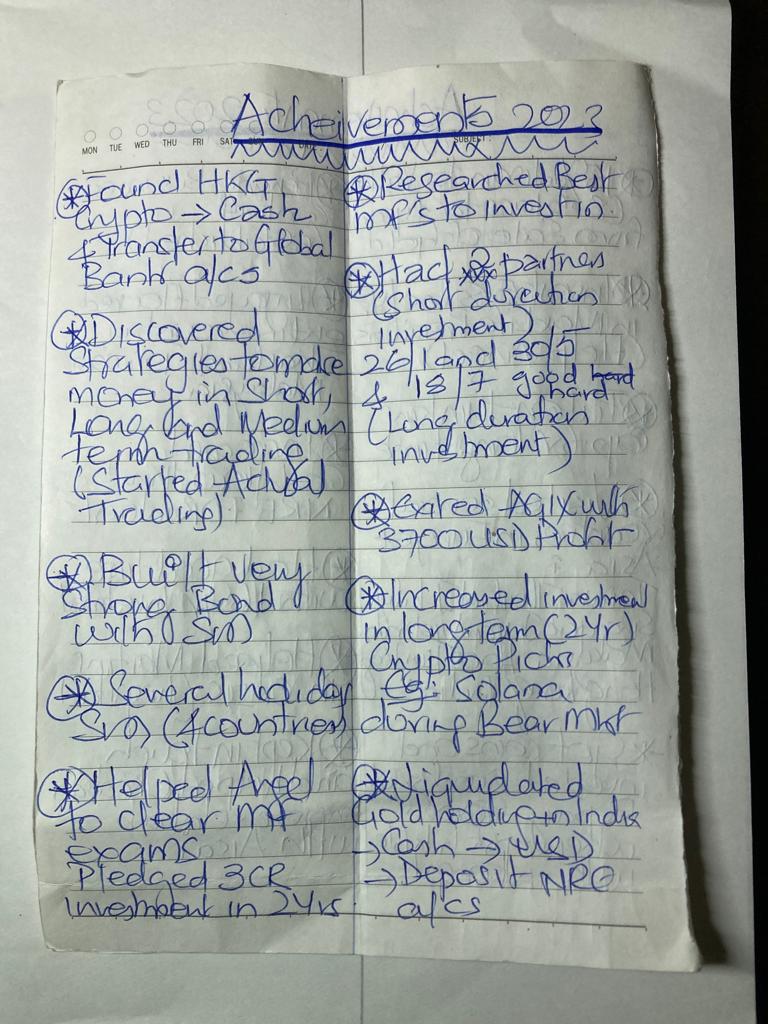 Acheivements 2023
MON TUE WED THU FRI SAT SUBJECT
Found HKG
Crypto → Cash
& Transfer to Global
Bank a/cs
Discovered
Strategies to make
money in Short,
Long and Medium
term trading
(Started Actual
Trading)
Built very
Strong Bond
with
Several holiday
(4 countries)
Helped Angel
to clear MF
exams
Pledged 3CR
investment in 2Yrs.
Researched Best
MF's to invest in.
Had 2 partners
(Short duration
investment)
26/1 and 30/5
& 18/7 good hard
hard
(Long duration
investment)
Exited AGIX with
3700 USD Profit
Increased investment
in long term (2Yr)
Crypto Picks
Eg: Solana
during Bear Mkt
Liquidated
Gold holding in India
→ Cash → USD
→ Deposit NRO
a/cs